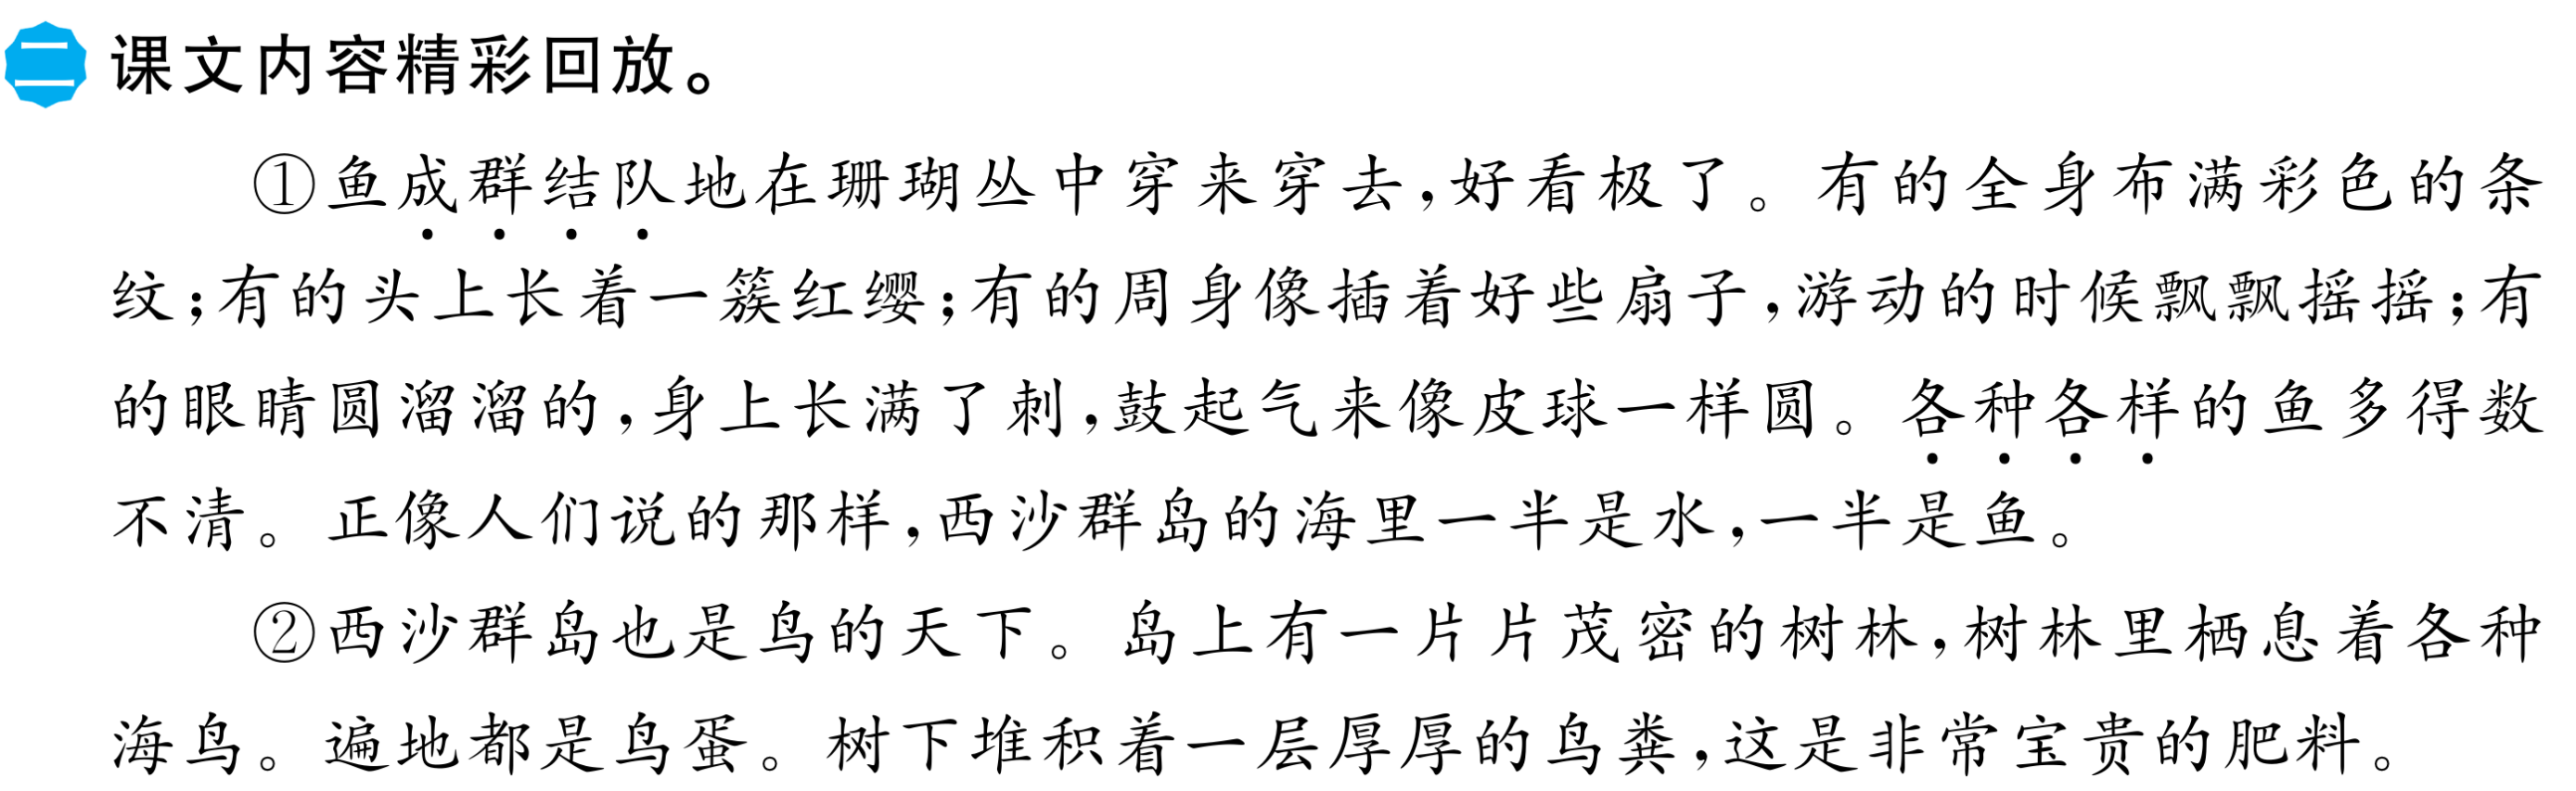 二 课文内容精彩回放。
①鱼成群结队地在珊瑚丛中穿来穿去,好看极了。有的全身布满彩色的条
纹;有的头上长着一簇红缨;有的周身像插着好些扇子,游动的时候飘飘摇摇;有
的眼睛圆溜溜的,身上长满了刺,鼓起气来像皮球一样圆。各种各样的鱼多得数
不清。正像人们说的那样,西沙群岛的海里一半是水,一半是鱼。
②西沙群岛也是鸟的天下。岛上有一片片茂密的树林,树林里栖息着各种
海鸟。遍地都是鸟蛋。树下堆积着一层厚厚的鸟粪,这是非常宝贵的肥料。